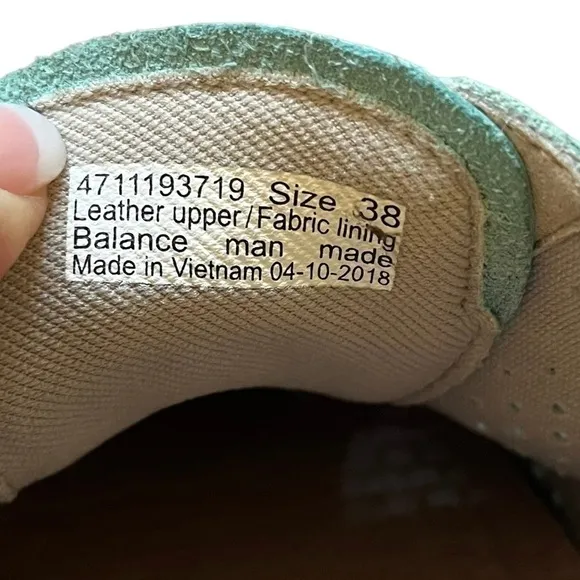 4711193719 Size 38
Leather upper/Fabric lining
Balance man made
Made in Vietnam 04-10-2018